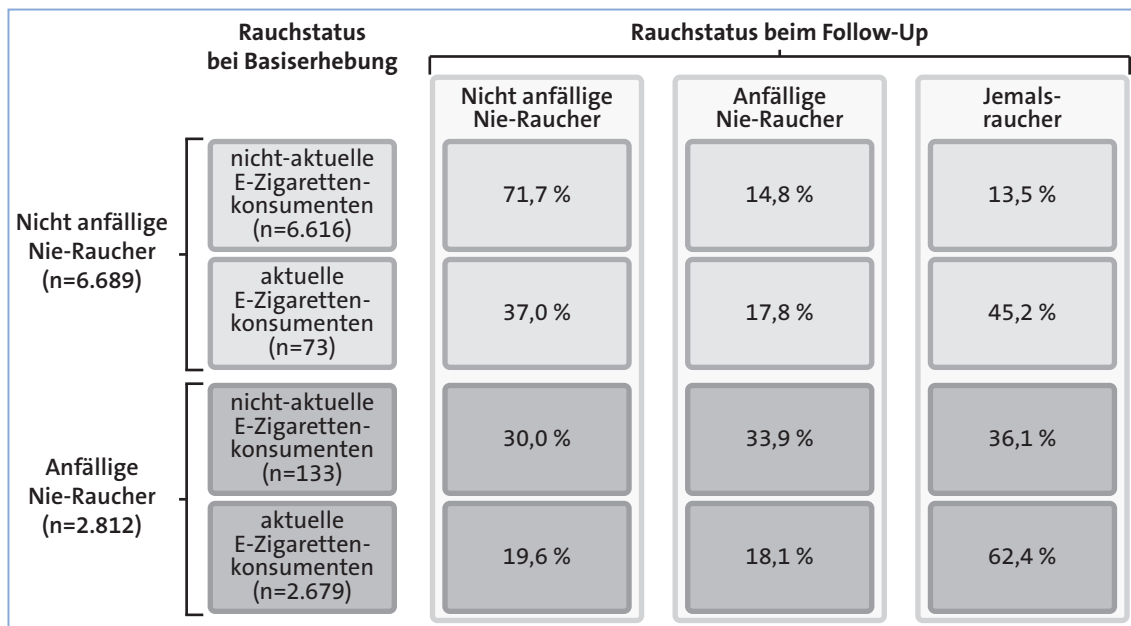 Rauchstatus
bei Basiserhebung
Rauchstatus beim Follow-Up
Nicht anfällige
Nie-Raucher
Anfällige
Nie-Raucher
Jemals-
raucher
Nicht anfällige
Nie-Raucher
(n=6.689)
nicht-aktuelle
E-Zigaretten-
konsumenten
(n=6.616)
71,7 %
14,8 %
13,5 %
aktuelle
E-Zigaretten-
konsumenten
(n=73)
37,0 %
17,8 %
45,2 %
Anfällige
Nie-Raucher
(n=2.812)
nicht-aktuelle
E-Zigaretten-
konsumenten
(n=133)
30,0 %
33,9 %
36,1 %
aktuelle
E-Zigaretten-
konsumenten
(n=2.679)
19,6 %
18,1 %
62,4 %